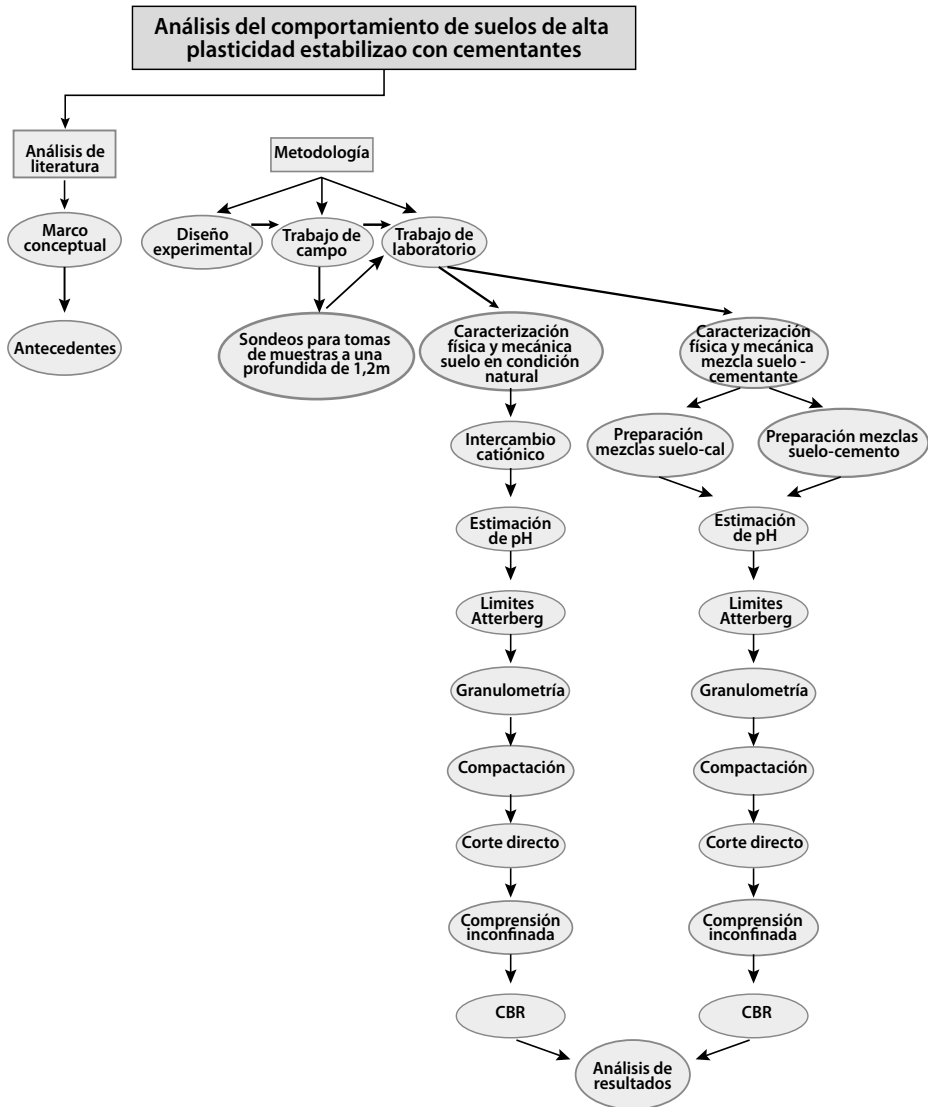 Análisis del comportamiento de suelos de alta
plasticidad estabilizao con cementantes
Análisis de
literatura
Marco
conceptual
Antecedentes
Metodología
Diseño
experimental
Trabajo de
campo
Trabajo de
laboratorio
Sondeos para tomas
de muestras a una
profundida de 1,2m
Caracterización
física y mecánica
suelo en condición
natural
Caracterización
física y mecánica
mezcla suelo -
cementante
Intercambio
catiónico
Preparación
mezclas suelo-cal
Preparación mezclas
suelo-cemento
Estimación
de pH
Estimación
de pH
Limites
Atterberg
Limites
Atterberg
Granulometría
Granulometría
Compactación
Compactación
Corte directo
Corte directo
Comprensión
inconfinada
Comprensión
inconfinada
CBR
CBR
Análisis de
resultados